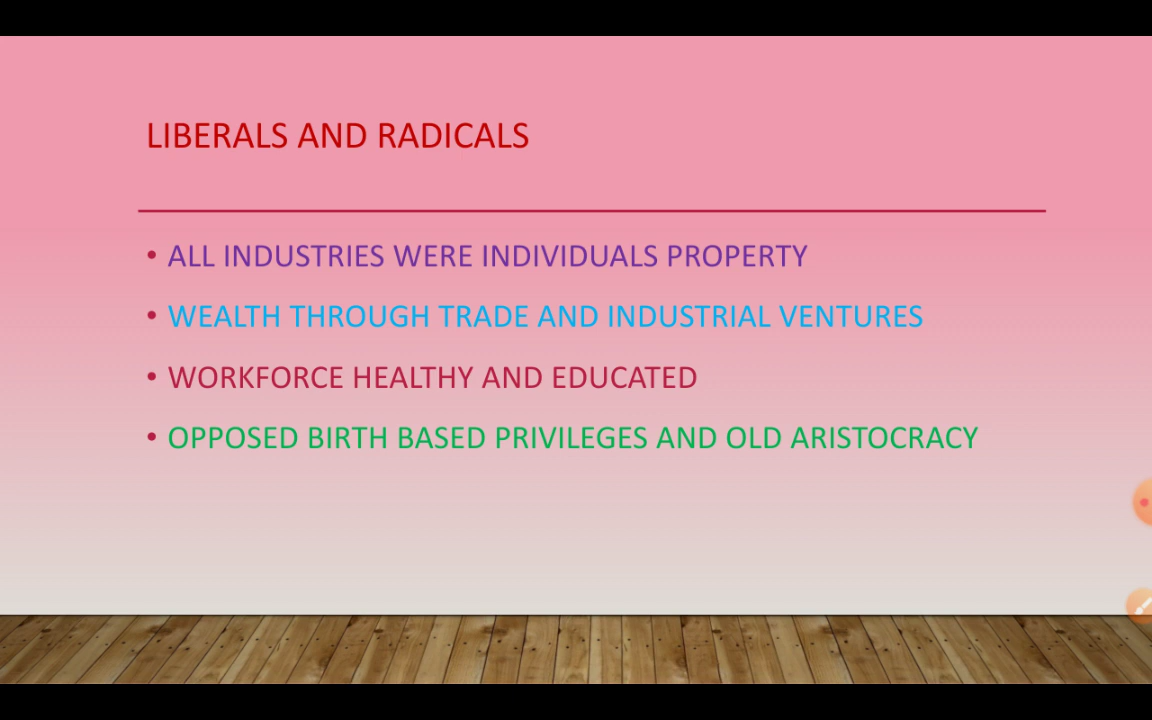 LIBERALS AND RADICALS
• ALL INDUSTRIES WERE INDIVIDUALS PROPERTY
• WEALTH THROUGH TRADE AND INDUSTRIAL VENTURES
• WORKFORCE HEALTHY AND EDUCATED
• OPPOSED BIRTH BASED PRIVILEGES AND OLD ARISTOCRACY